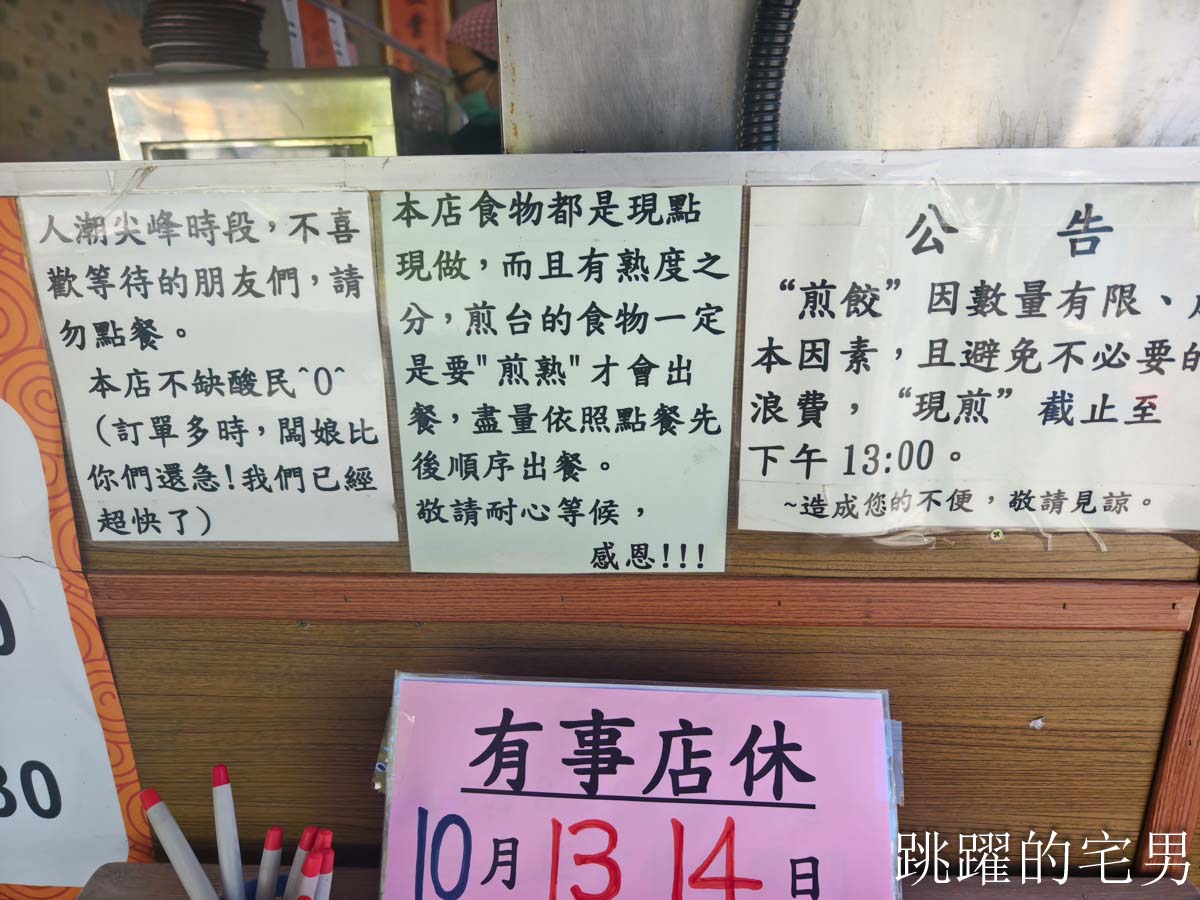 人潮尖峰時段，不喜
歡等待的朋友們，請
勿點餐。
本店不缺酸民^O^
(訂單多時，闆娘比
你們還急!我們已經
超快了)
本店食物都是現點
現做，而且有熟度之
分，煎台的食物一定
是要"煎熟"才會出
餐，盡量依照點餐先
後順序出餐。
敬請耐心等候，
感恩!!!
公告
“煎餃”因數量有限、
本因素，且避免不必要的
浪費，“現煎”截止至
下午13:00。
~造成您的不便，敬請見諒。
有事店休
10月 13 14日
跳躍的宅男